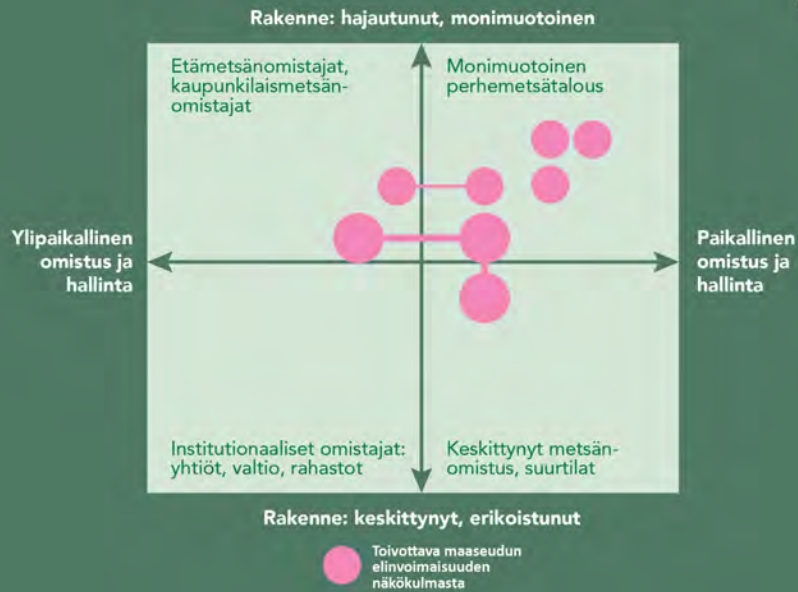 Rakenne: hajautunut, monimuotoinen
Etämetsänomistajat,
kaupunkilaismetsän-
omistajat
Monimuotoinen
perhemetsätalous
Ylipaikallinen
omistus ja
hallinta
Paikallinen
omistus ja
hallinta
Institutionaaliset omistajat:
yhtiöt, valtio, rahastot
Keskittynyt metsän-
omistus, suurtilat
Rakenne: keskittynyt, erikoistunut
Toivottava maaseudun
elinvoimaisuuden
näkökulmasta